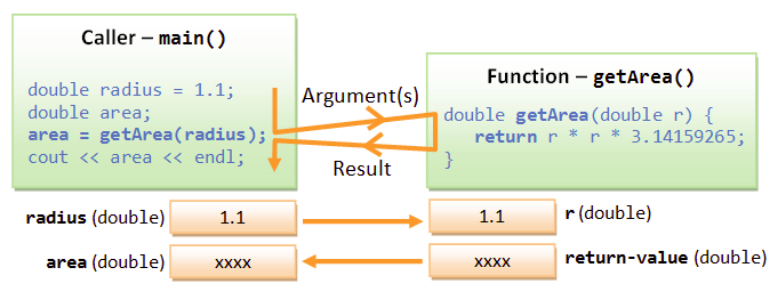 Caller – main()
double radius = 1.1;
double area;
area = getArea(radius);
cout << area << endl;
Argument(s)
Result
Function – getArea()
double getArea(double r) {
return r * r * 3.14159265;
}
radius (double) 1.1 1.1 r (double)
area (double) xxxx xxxx return-value (double)